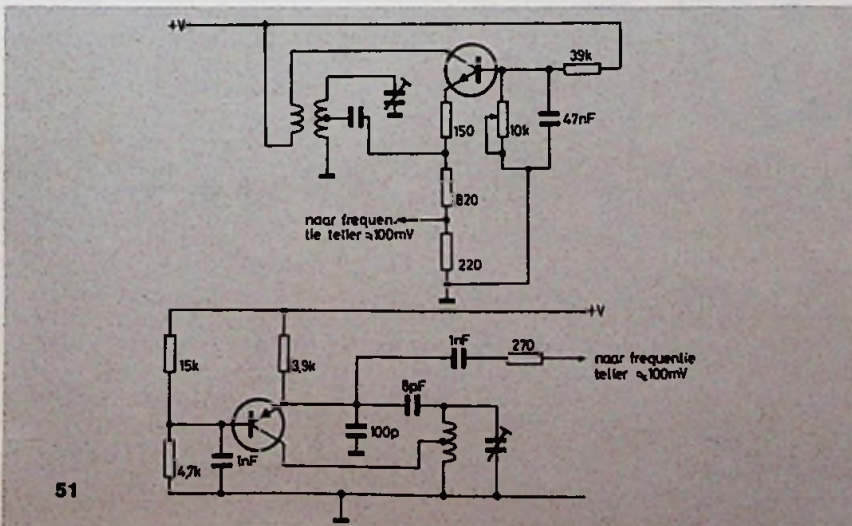 +V
39k
150
10k
47nF
820
naar frequen-
tie teller ≈100mV
220
+V
1nF
270
15k
3,9k
naar frequentie
teller ≈100mV
8pF
100p
4,7k
1nF
51